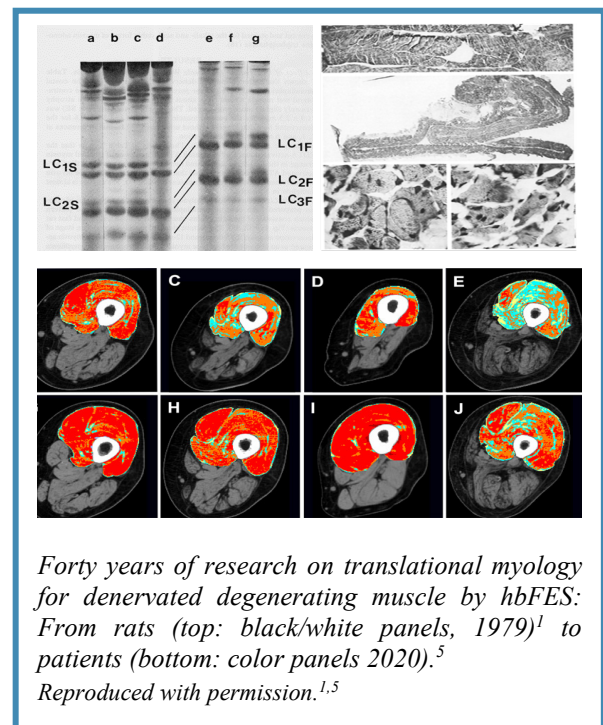 a b c d e f g
LC1S
LC2S
LC1F
LC2F
LC3F
C D E
H I J
Forty years of research on translational myology
for denervated degenerating muscle by hbFES:
From rats (top: black/white panels, 1979)1 to
patients (bottom: color panels 2020).5
Reproduced with permission.1,5